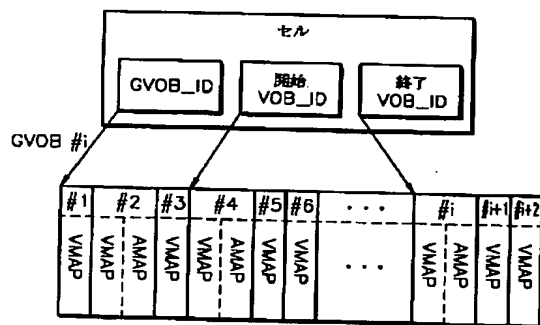 セル
GVOB_ID
開始
VOB_ID
終了
VOB_ID
GVOB #i
#1 #2 #3 #4 #5 #6 ・・・ #i #i+1 #i+2
VMAP VMAP AMAP VMAP VMAP AMAP VMAP VMAP ・・・ VMAP AMAP VMAP VMAP